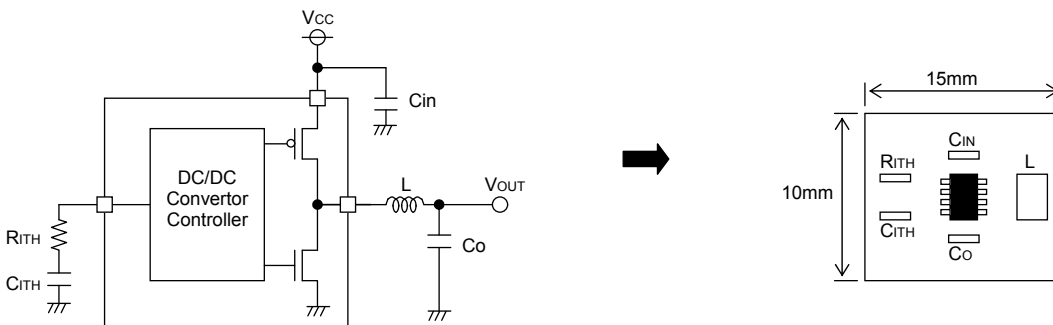 VCC
Cin
DC/DC
Convertor
Controller
L
VOUT
RITH
Co
CITH
15mm
10mm
CIN
RITH
L
CITH
CO